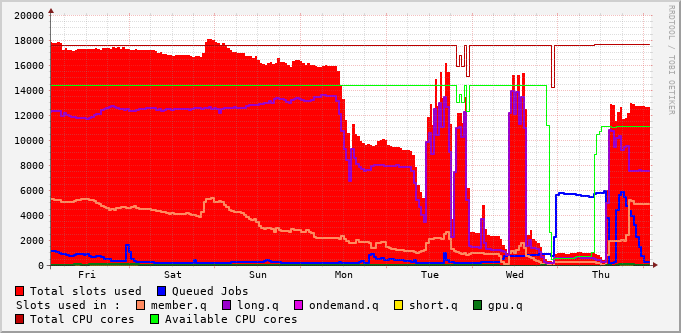 RRDTOOL / TOBI OETIKER
20000
18000
16000
14000
12000
10000
8000
6000
4000
2000
0
Fri Sat Sun Mon Tue Wed Thu
Total slots used Queued Jobs
Slots used in : member.q long.q ondemand.q short.q gpu.q
Total CPU cores Available CPU cores